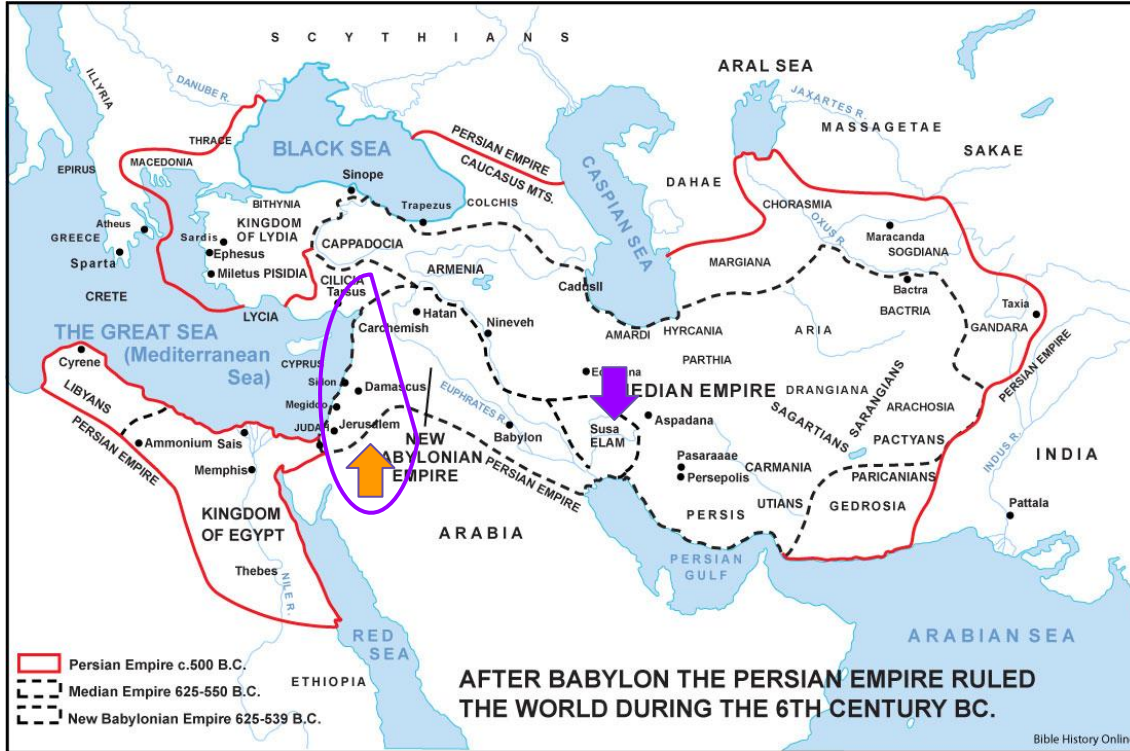 SCYTHIANS
ILLYRIA
DANUBE R.
ARAL SEA
JAXARTES R.
MASSAGETAE
THRACE
BLACK SEA
PERSIAN EMPIRE
CAUCASUS MTS.
CASPIAN SEA
SAKAE
EPIRUS
MACEDONIA
Sinope
DAHAE
CHORASMIA
BITHYNIA
Trapezus
COLCHIS
OXUS R.
Atheus
GREECE
Sardis
KINGDOM
OF LYDIA
CAPPADOCIA
Maracanda
SOGDIANA
Sparta
Ephesus
Miletus PISIDIA
ARMENIA
MARGIANA
CILICIA
Tarsus
CadusII
Bactra
BACTRIA
CRETE
LYCIA
Hatan
Carchemish
Nineveh
AMARDI
HYRCANIA
ARIA
Taxia
GANDARA
THE GREAT SEA
(Mediterranean
Sea)
Cyrene
CYPRUS
PARTHIA
PERSIAN EMPIRE
LIBYANS
Sidon
Damascus
EUPHRATES R.
MEDIAN EMPIRE
DRANGIANA
SARANGIANS
SAGARTIANS
ARACHOSIA
Megidoo
JUDAH
Jerusalem
Babylon
Susa
ELAM
Aspadana
PACTYANS
PERSIAN EMPIRE
Ammonium
Sais
Memphis
NEW
BABYLONIAN
EMPIRE
PERSIAN EMPIRE
Pasaraaae
Persepolis
CARMANIA
PARICANIANS
INDUS R.
INDIA
KINGDOM
OF EGYPT
ARABIA
PERSIS
UTIANS
GEDROSIA
Pattala
Thebes
NILE R.
PERSIAN
GULF
RED
SEA
ARABIAN SEA
ETHIOPIA
Persian Empire c.500 B.C.
Median Empire 625-550 B.C.
New Babylonian Empire 625-539 B.C.
AFTER BABYLON THE PERSIAN EMPIRE RULED
THE WORLD DURING THE 6TH CENTURY BC.
Bible History Online